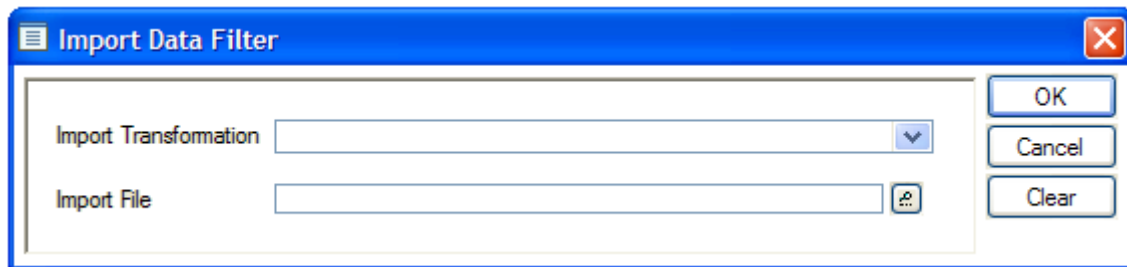 Import Data Filter
OK
Import Transformation
Cancel
Import File
Clear